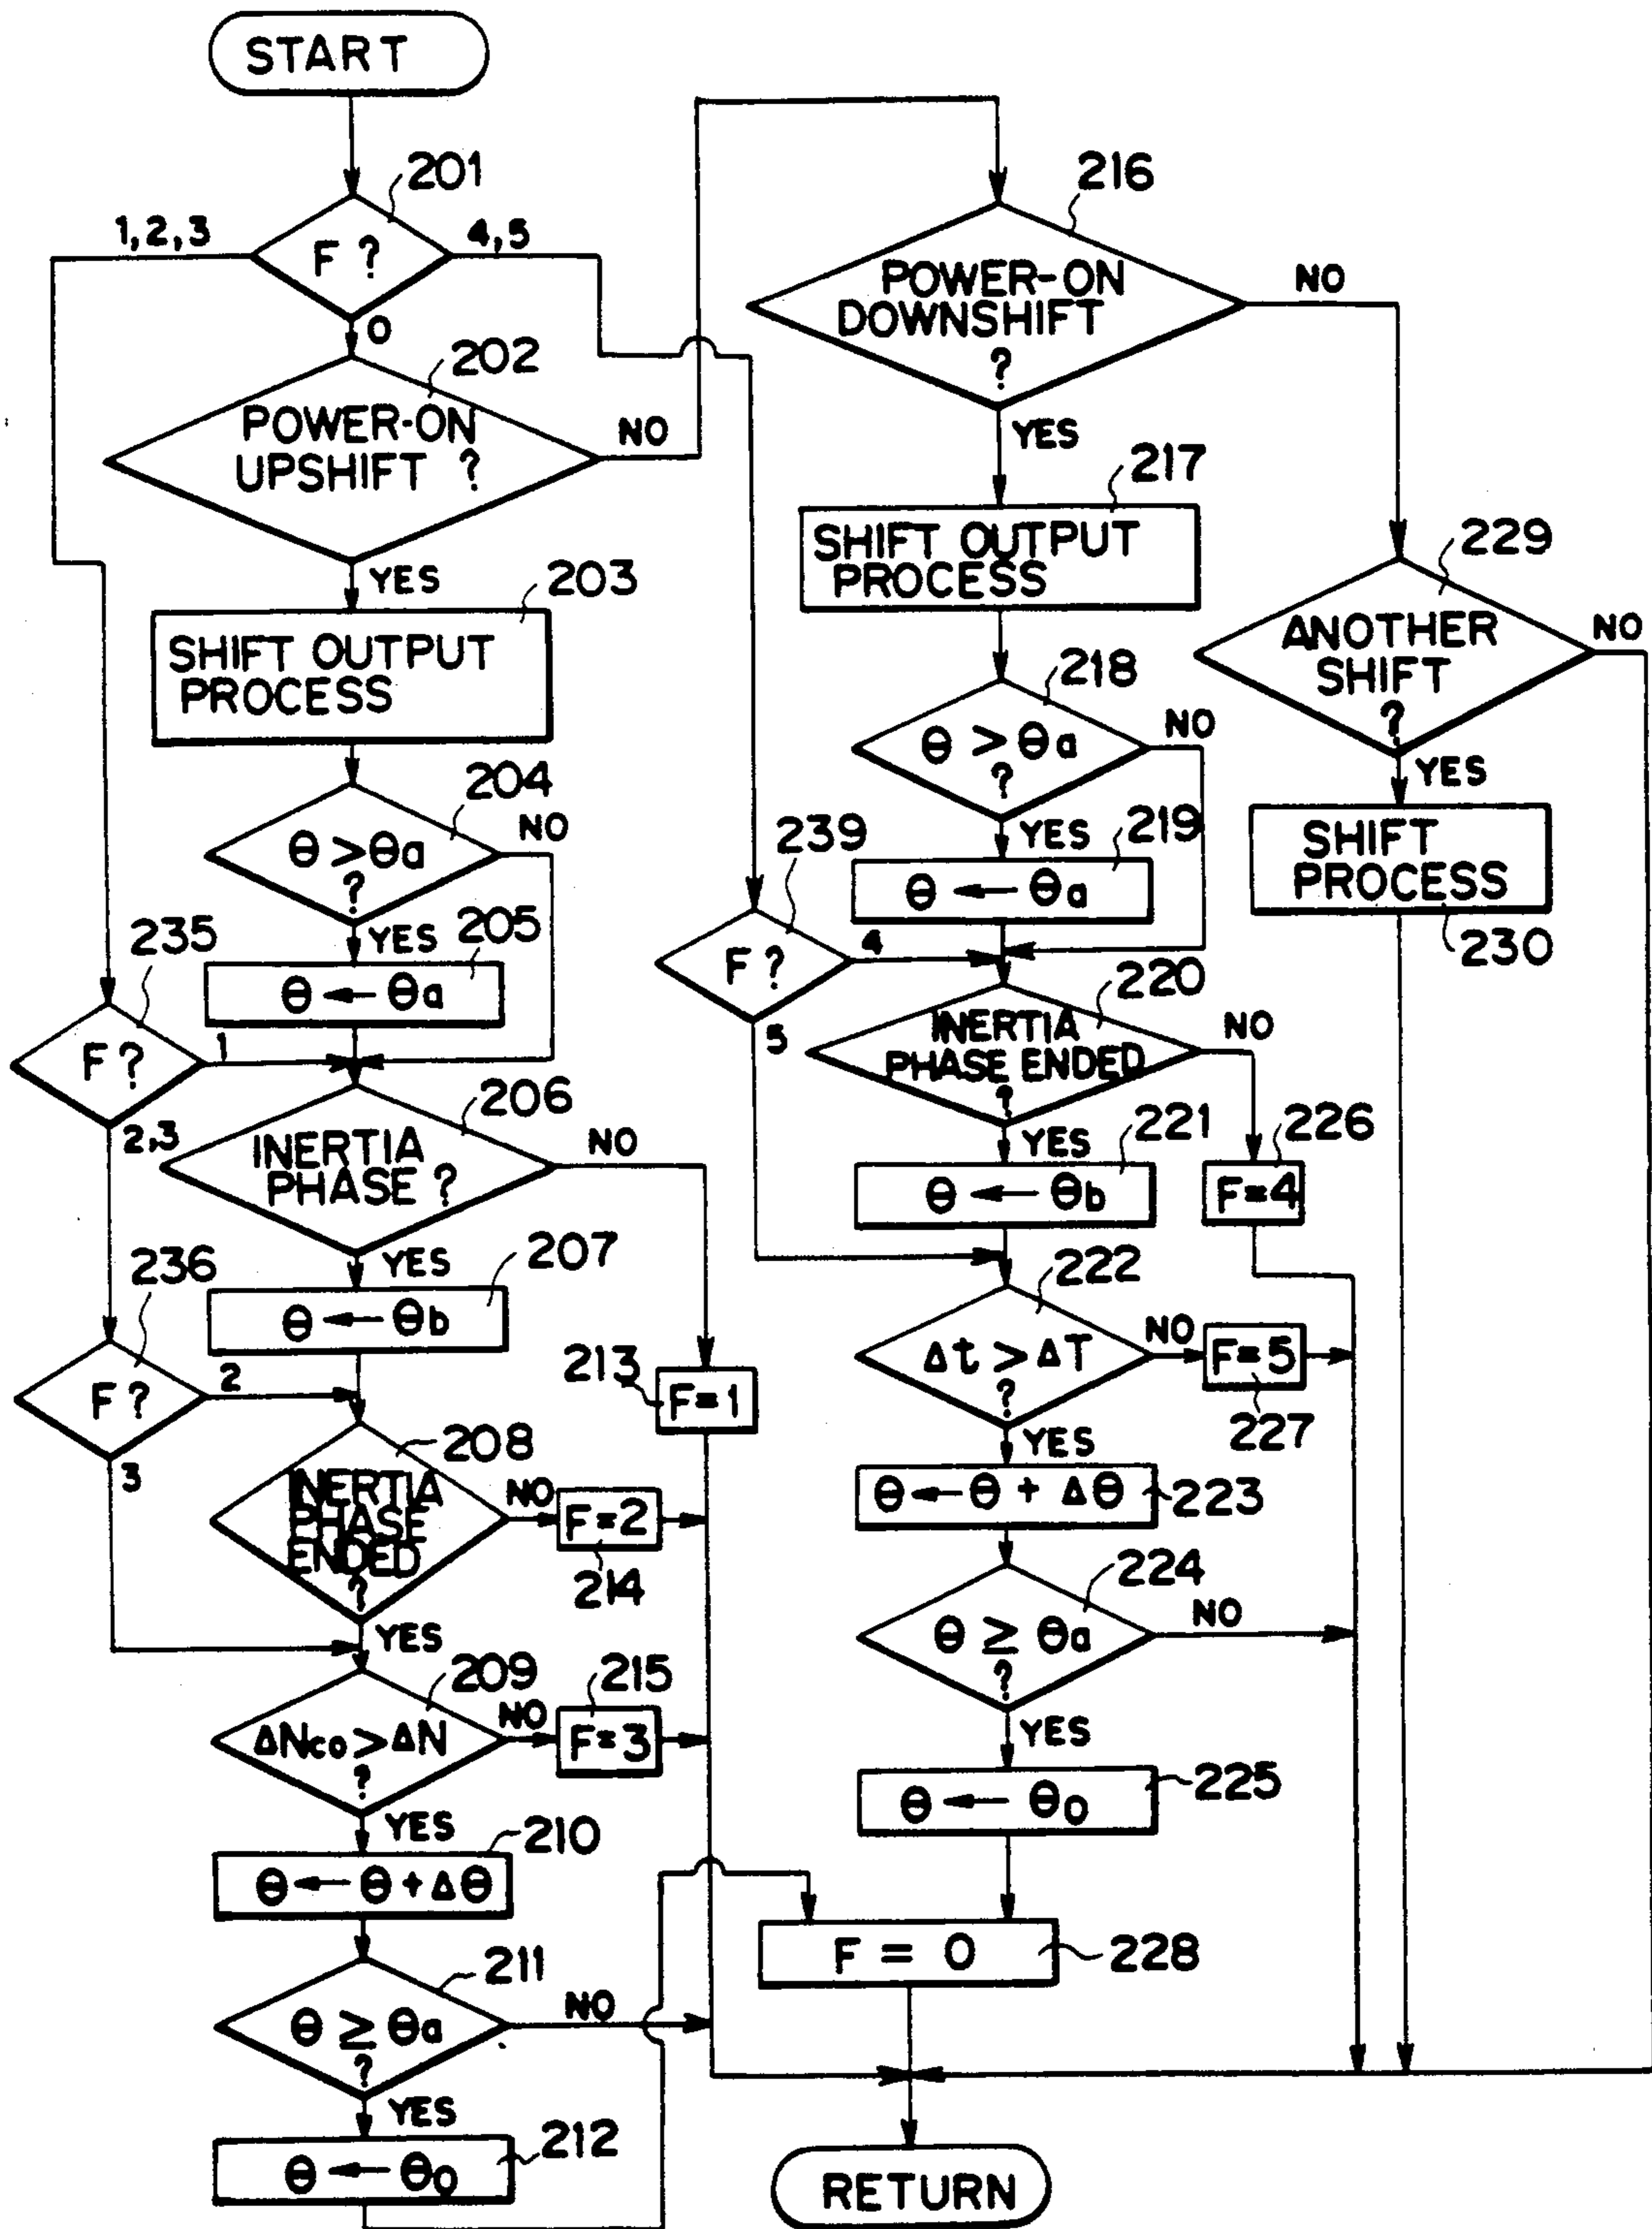 START
201
F ?
1,2,3
4,5
0
202
POWER-ON
UPSHIFT ?
NO
YES
203
SHIFT OUTPUT
PROCESS
204
θ > θa
?
NO
YES
205
θ ← θa
235
F ?
1
2,3
206
INERTIA
PHASE ?
NO
YES
207
θ ← θb
236
F ?
2
3
208
INERTIA
PHASE
ENDED
?
NO
F=2
214
213
F=1
YES
209
ΔNco > ΔN
?
NO
215
F=3
YES
210
θ ← θ + Δθ
211
θ ≥ θa
?
NO
YES
212
θ ← θ0
216
POWER-ON
DOWNSHIFT
?
NO
YES
217
SHIFT OUTPUT
PROCESS
218
θ > θa
?
NO
YES
219
θ ← θa
239
F ?
4
5
220
INERTIA
PHASE ENDED
?
NO
YES
221
θ ← θb
226
F=4
222
Δt > ΔT
?
NO
F=5
227
YES
θ ← θ + Δθ
223
224
θ ≥ θa
?
NO
YES
225
θ ← θ0
F = 0
228
229
ANOTHER
SHIFT
?
NO
YES
SHIFT
PROCESS
230
RETURN